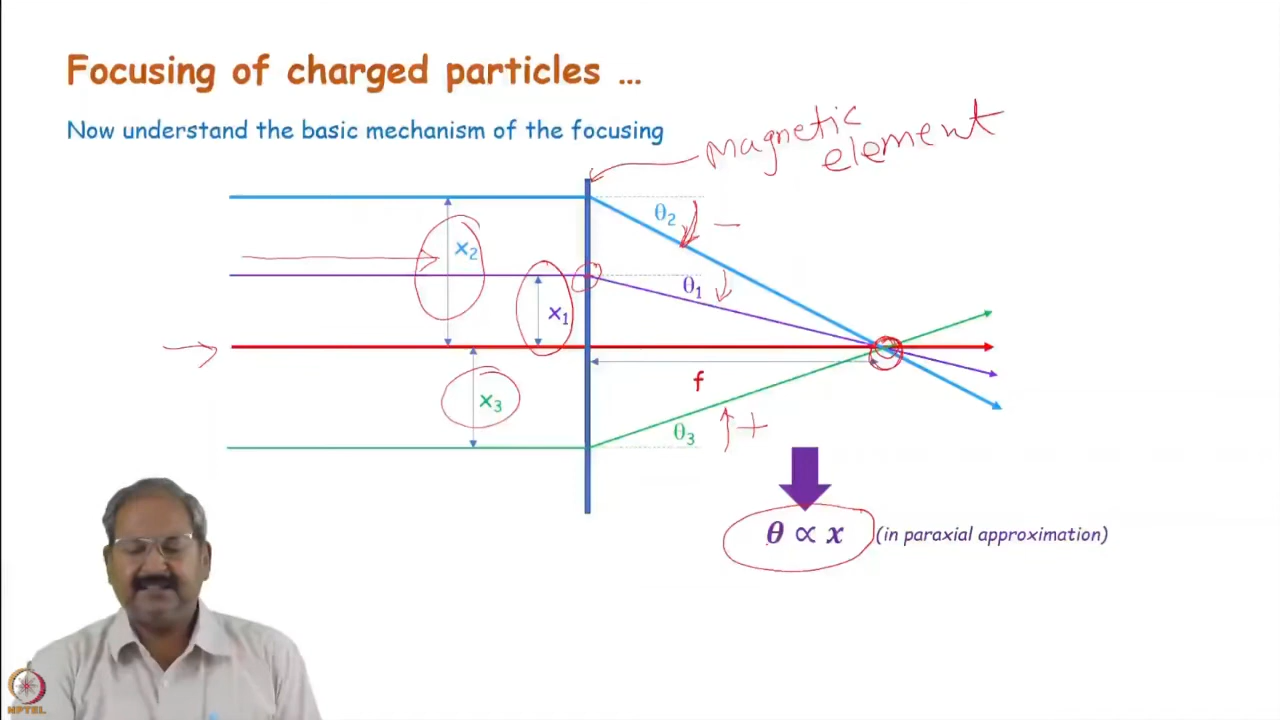 Focusing of charged particles ...
Now understand the basic mechanism of the focusing
magnetic
element
θ₂
−
x₂
θ₁
x₁
f
x₃
θ₃
+
θ ∝ x (in paraxial approximation)
NPTEL